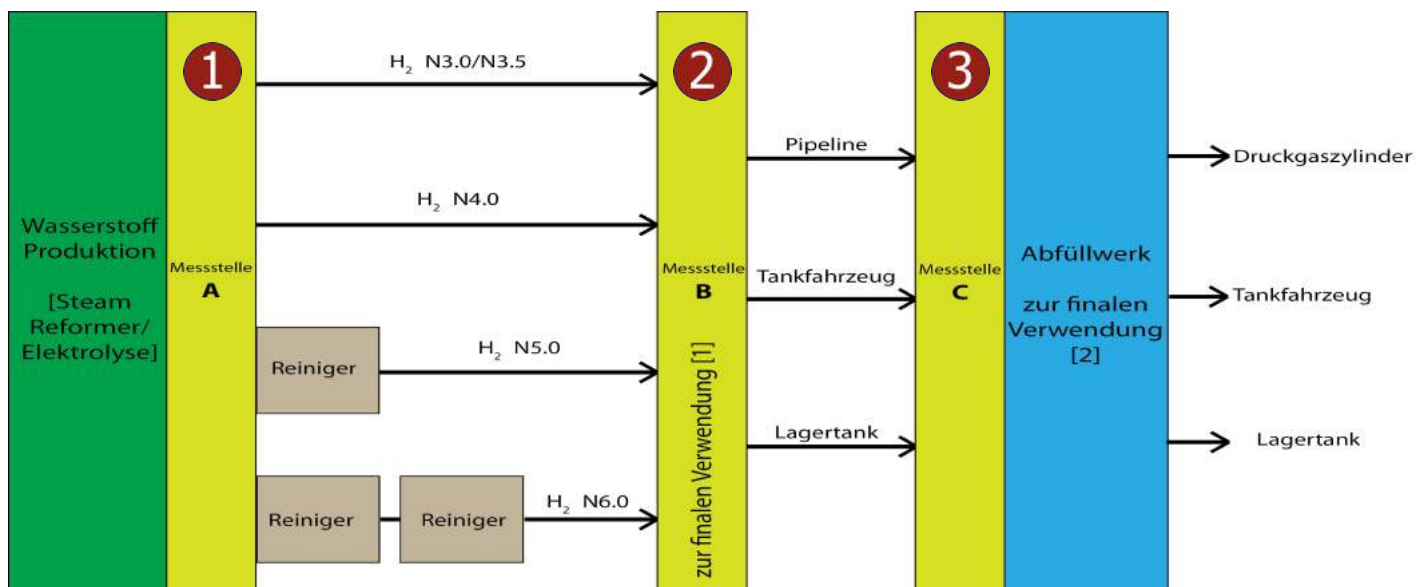 1
2
3
H2 N3.0/N3.5
Pipeline
Druckgaszylinder
H2 N4.0
Wasserstoff
Produktion
[Steam
Reformer/
Elektrolyse]
Messstelle
A
Messstelle
B
zur finalen Verwendung [1]
Tankfahrzeug
Messstelle
C
Abfüllwerk
zur finalen
Verwendung
[2]
Tankfahrzeug
Reiniger
H2 N5.0
Lagertank
Lagertank
Reiniger
Reiniger
H2 N6.0